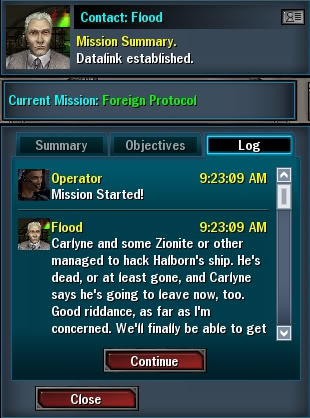 Contact: Flood
Mission Summary.
Datalink established.
Current Mission: Foreign Protocol
Summary
Objectives
Log
Operator 9:23:09 AM
Mission Started!
Flood 9:23:09 AM
Carlyne and some Zionite or other
managed to hack Halborn's ship. He's
dead, or at least gone, and Carlyne
says he's going to leave now, too.
Good riddance, as far as I'm
concerned. We'll finally be able to get
Continue
Close